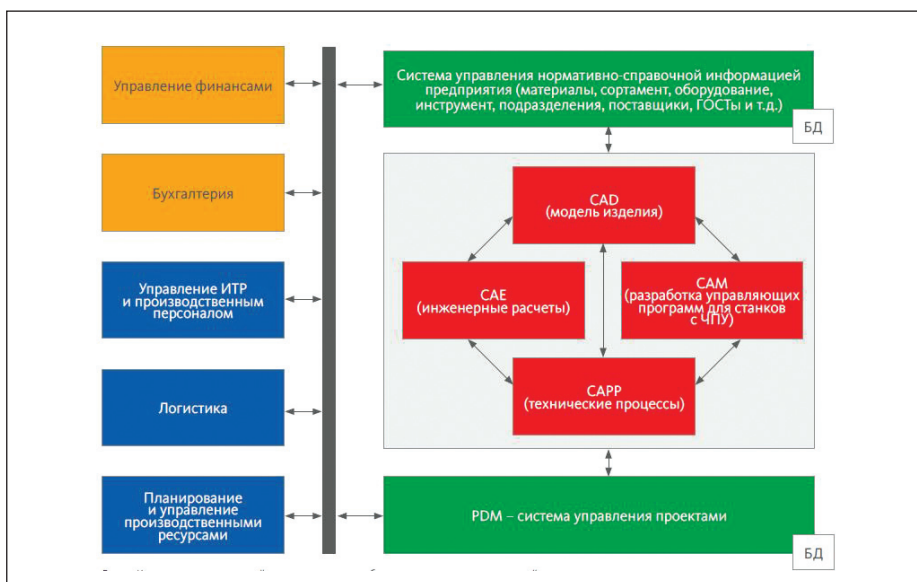 Управление финансами
Бухгалтерия
Управление ИТР
и производственным
персоналом
Логистика
Планирование
и управление
производственными
ресурсами
Система управления нормативно-справочной информацией
предприятия (материалы, сортамент, оборудование,
инструмент, подразделения, поставщики, ГОСТы и т.д.)
БД
CAD
(модель изделия)
CAE
(инженерные расчеты)
CAM
(разработка управляющих
программ для станков
с ЧПУ)
CAPP
(технические процессы)
PDM – система управления проектами
БД